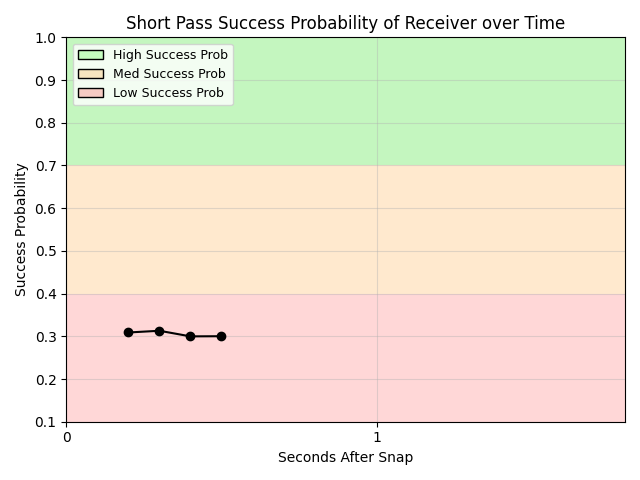 Short Pass Success Probability of Receiver over Time
1.0
0.9
0.8
0.7
0.6
0.5
0.4
0.3
0.2
0.1
Success Probability
High Success Prob
Med Success Prob
Low Success Prob
0 1
Seconds After Snap